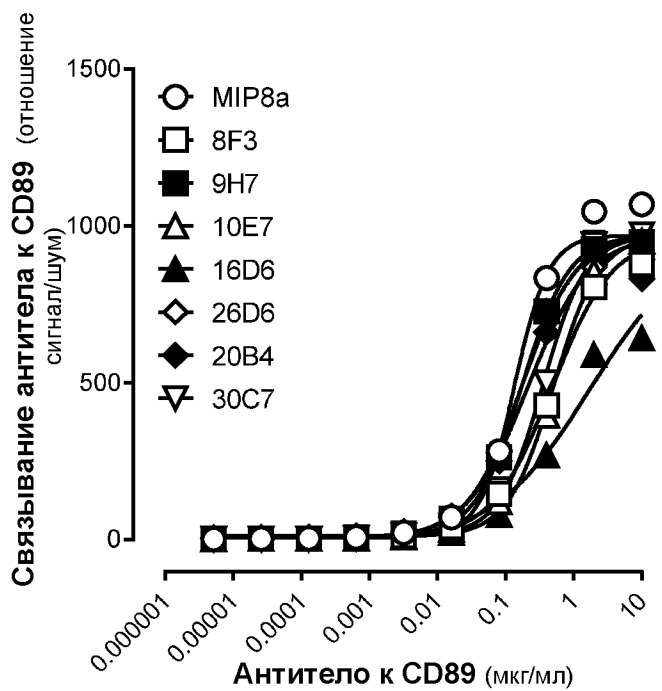 Связывание антитела к CD89 (отношение
сигнал/шум)
1500
1000
500
0
MIP8a
8F3
9H7
10E7
16D6
26D6
20B4
30C7
0.000001
0.00001
0.0001
0.001
0.01
0.1
1
10
Антитело к CD89 (мкг/мл)